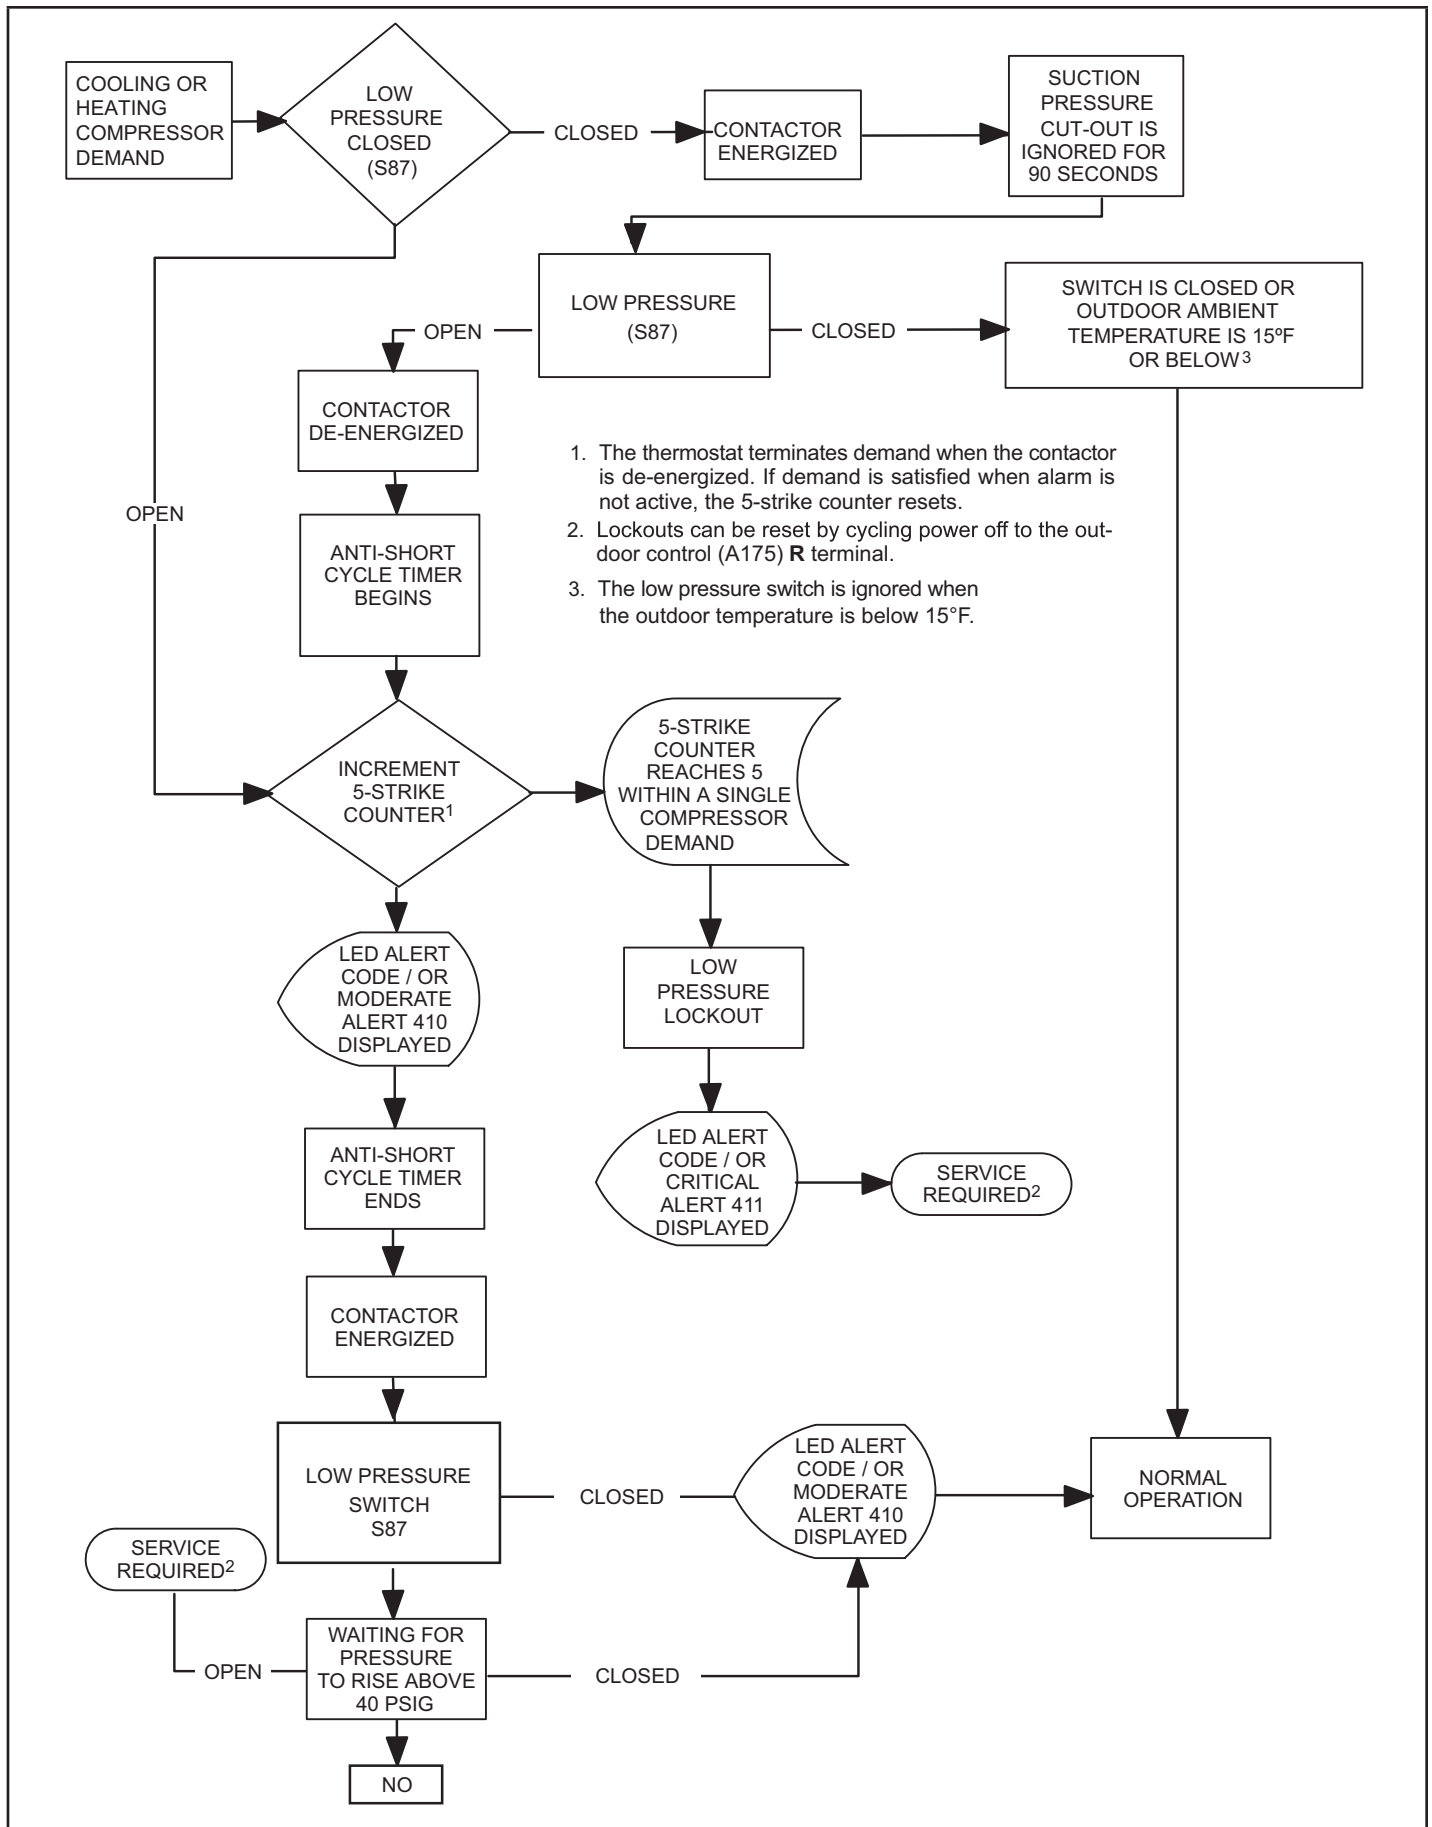 COOLING OR
HEATING
COMPRESSOR
DEMAND
LOW
PRESSURE
CLOSED
(S87)
CLOSED
CONTACTOR
ENERGIZED
SUCTION
PRESSURE
CUT-OUT IS
IGNORED FOR
90 SECONDS
LOW PRESSURE
(S87)
OPEN
CLOSED
SWITCH IS CLOSED OR
OUTDOOR AMBIENT
TEMPERATURE IS 15ºF
OR BELOW3
CONTACTOR
DE-ENERGIZED
OPEN
ANTI-SHORT
CYCLE TIMER
BEGINS
1. The thermostat terminates demand when the contactor
is de-energized. If demand is satisfied when alarm is
not active, the 5-strike counter resets.
2. Lockouts can be reset by cycling power off to the out-
door control (A175) R terminal.
3. The low pressure switch is ignored when
the outdoor temperature is below 15°F.
INCREMENT
5-STRIKE
COUNTER1
5-STRIKE
COUNTER
REACHES 5
WITHIN A SINGLE
COMPRESSOR
DEMAND
LED ALERT
CODE / OR
MODERATE
ALERT 410
DISPLAYED
LOW
PRESSURE
LOCKOUT
ANTI-SHORT
CYCLE TIMER
ENDS
LED ALERT
CODE / OR
CRITICAL
ALERT 411
DISPLAYED
SERVICE
REQUIRED2
CONTACTOR
ENERGIZED
LOW PRESSURE
SWITCH
S87
CLOSED
LED ALERT
CODE / OR
MODERATE
ALERT 410
DISPLAYED
NORMAL
OPERATION
SERVICE
REQUIRED2
OPEN
WAITING FOR
PRESSURE
TO RISE ABOVE
40 PSIG
CLOSED
NO